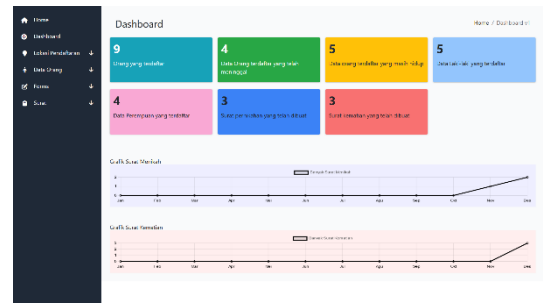 Home
Dashboard
Lokasi Pendaftaran
Data Orang
Forms
Surat
Dashboard
Home / Dashboard v1
9
Orang yang terdaftar
4
Data Orang terdaftar yang telah meninggal
5
Data orang terdaftar yang masih hidup
5
Data Laki-laki yang terdaftar
4
Data Perempuan yang terdaftar
3
Surat pernikahan yang telah dibuat
3
Surat kematian yang telah dibuat
Grafik Surat Menikah
Banyak Surat Menikah
Jan Feb Mar Apr Mei Jun Jul Agu Sep Okt Nov Des
Grafik Surat Kematian
Jan Feb Mar Apr Mei Jun Jul Agu Sep Okt Nov Des